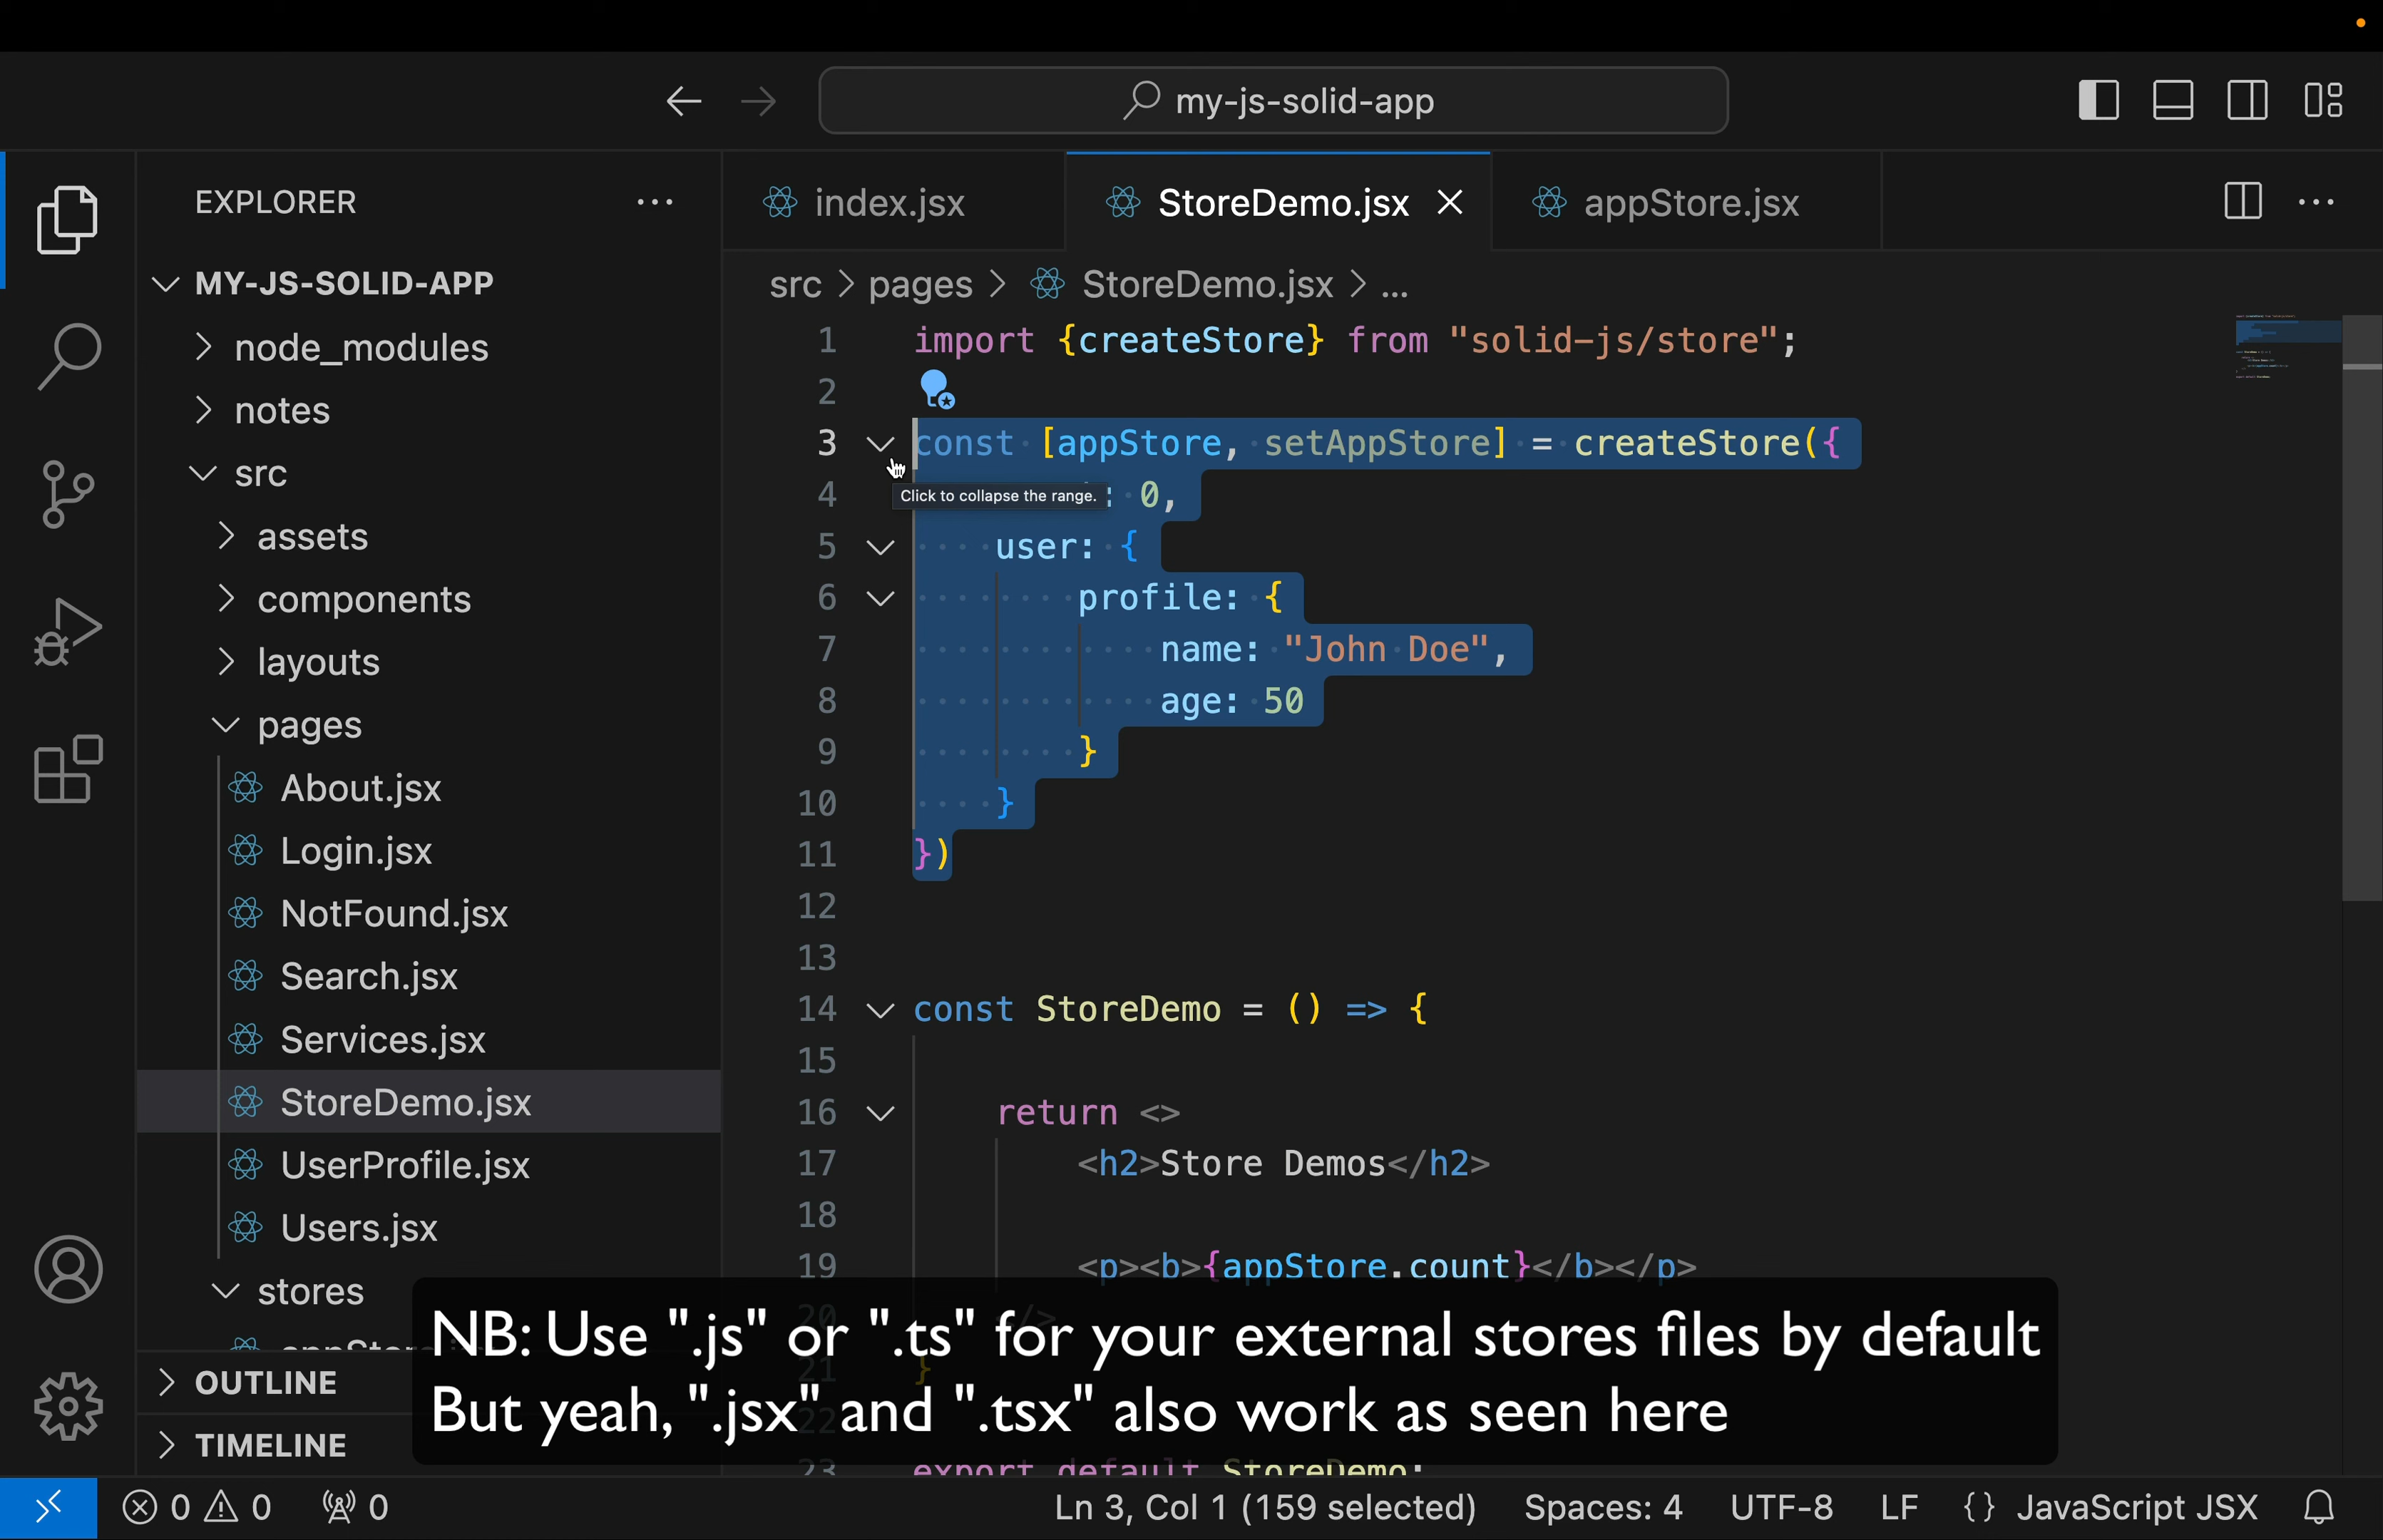 my-js-solid-app
EXPLORER
index.jsx
StoreDemo.jsx
appStore.jsx
MY-JS-SOLID-APP
node_modules
notes
src
assets
components
layouts
pages
About.jsx
Login.jsx
NotFound.jsx
Search.jsx
Services.jsx
StoreDemo.jsx
UserProfile.jsx
Users.jsx
stores
OUTLINE
TIMELINE
src > pages > StoreDemo.jsx > ...
1 import {createStore} from "solid-js/store";
2
3 const [appStore, setAppStore] = createStore({
4 : 0,
Click to collapse the range.
5 user: {
6 profile: {
7 name: "John Doe",
8 age: 50
9 }
10 }
11 })
12
13
14 const StoreDemo = () => {
15
16 return <>
17 <h2>Store Demos</h2>
18
19 <p><b>{appStore.count}</b></p>
20 />
21 }
22
23 export default StoreDemo;
NB: Use ".js" or ".ts" for your external stores files by default
But yeah, ".jsx" and ".tsx" also work as seen here
0 0 0
Ln 3, Col 1 (159 selected) Spaces: 4 UTF-8 LF {} JavaScript JSX